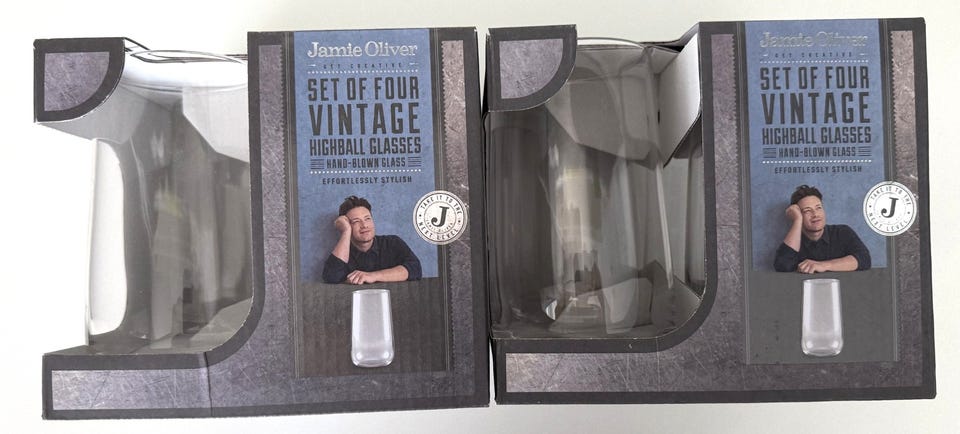 Jamie Oliver
GET CREATIVE
SET OF FOUR
VINTAGE
HIGHBALL GLASSES
HAND-BLOWN GLASS
EFFORTLESSLY STYLISH
TAKE IT TO THE
J
NEXT LEVEL
Jamie Oliver
GET CREATIVE
SET OF FOUR
VINTAGE
HIGHBALL GLASSES
HAND-BLOWN GLASS
EFFORTLESSLY STYLISH
TAKE IT TO THE
J
NEXT LEVEL